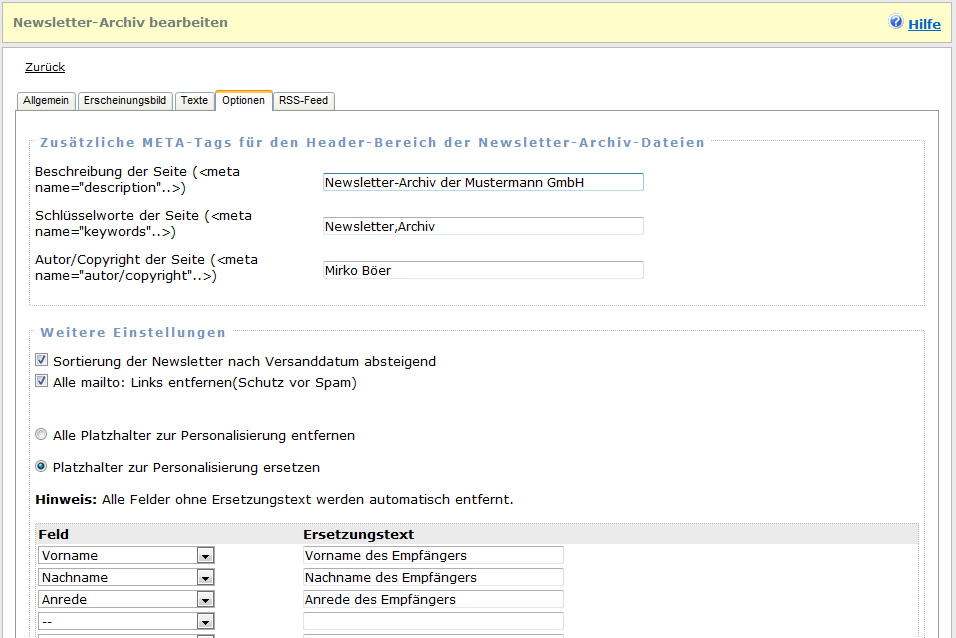 Newsletter-Archiv bearbeiten
Hilfe
Zurück
Allgemein Erscheinungsbild Texte Optionen RSS-Feed
Zusätzliche META-Tags für den Header-Bereich der Newsletter-Archiv-Dateien
Beschreibung der Seite (<meta
name="description"..>)
Newsletter-Archiv der Mustermann GmbH
Schlüsselworte der Seite (<meta
name="keywords"..>)
Newsletter,Archiv
Autor/Copyright der Seite (<meta
name="autor/copyright"..>)
Mirko Böer
Weitere Einstellungen
Sortierung der Newsletter nach Versanddatum absteigend
Alle mailto: Links entfernen(Schutz vor Spam)
Alle Platzhalter zur Personalisierung entfernen
Platzhalter zur Personalisierung ersetzen
Hinweis: Alle Felder ohne Ersetzungstext werden automatisch entfernt.
Feld Ersetzungstext
Vorname Vorname des Empfängers
Nachname Nachname des Empfängers
Anrede Anrede des Empfängers
--